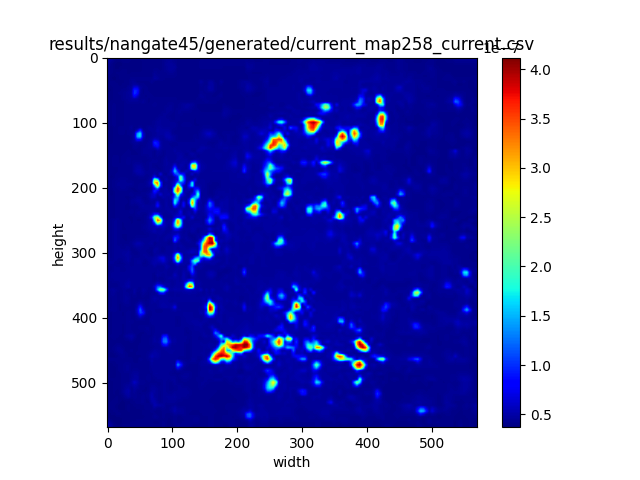 results/nangate45/generated/current_map258_current.csv
1e−7
0
100
200
300
400
500
height
0 100 200 300 400 500
width
4.0
3.5
3.0
2.5
2.0
1.5
1.0
0.5